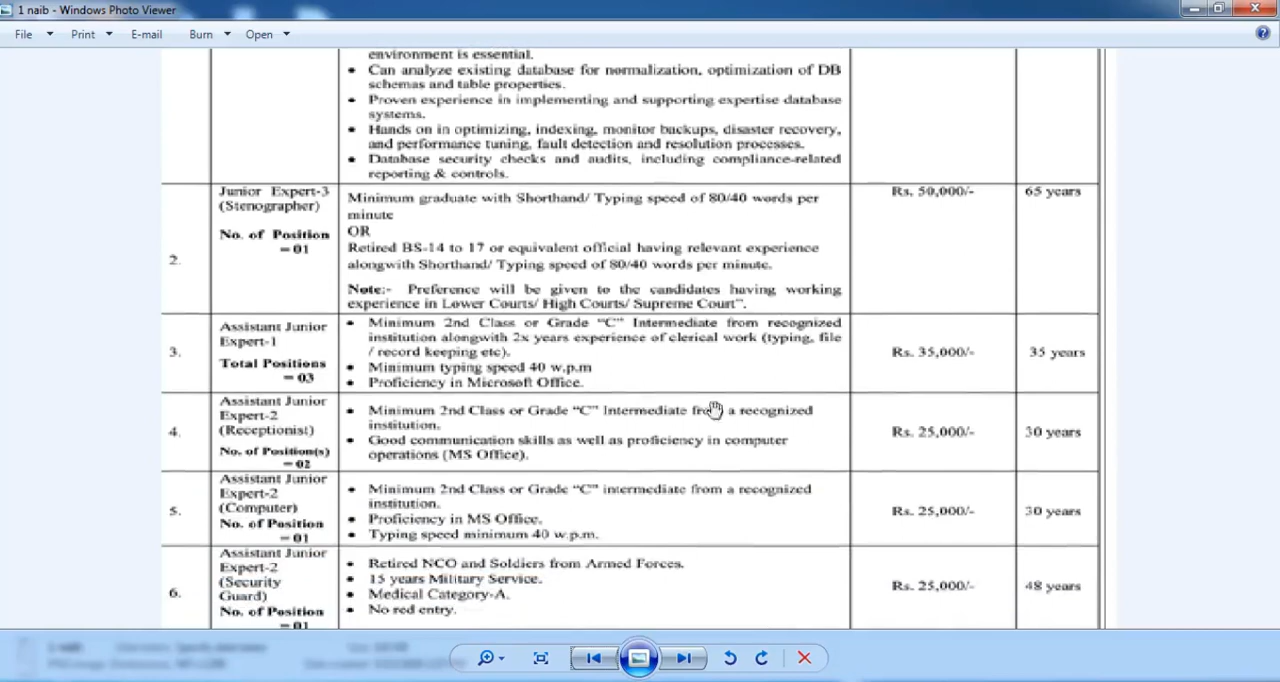 1 naib - Windows Photo Viewer
File Print E-mail Burn Open
environment is essential.
• Can analyze existing database for normalization, optimization of DB
schemas and table properties.
• Proven experience in implementing and supporting expertise database
systems.
• Hands on in optimizing, indexing, monitor backups, disaster recovery,
and performance tuning, fault detection and resolution processes.
• Database security checks and audits, including compliance-related
reporting & controls.
2.
Junior Expert-3
(Stenographer)
No. of Position
= 01
Minimum graduate with Shorthand/ Typing speed of 80/40 words per
minute
OR
Retired BS-14 to 17 or equivalent official having relevant experience
alongwith Shorthand/ Typing speed of 80/40 words per minute.
Note:- Preference will be given to the candidates having working
experience in Lower Courts/ High Courts/ Supreme Court".
Rs. 50,000/-
65 years
3.
Assistant Junior
Expert-1
Total Positions
= 03
• Minimum 2nd Class or Grade "C" Intermediate from recognized
institution alongwith 2x years experience of clerical work (typing, file
/ record keeping etc).
• Minimum typing speed 40 w.p.m
• Proficiency in Microsoft Office.
Rs. 35,000/-
35 years
4.
Assistant Junior
Expert-2
(Receptionist)
No. of Position(s)
= 02
• Minimum 2nd Class or Grade "C" Intermediate from a recognized
institution.
• Good communication skills as well as proficiency in computer
operations (MS Office).
Rs. 25,000/-
30 years
5.
Assistant Junior
Expert-2
(Computer)
No. of Position
= 01
• Minimum 2nd Class or Grade "C" intermediate from a recognized
institution.
• Proficiency in MS Office.
• Typing speed minimum 40 w.p.m.
Rs. 25,000/-
30 years
6.
Assistant Junior
Expert-2
(Security
Guard)
No. of Position
= 01
• Retired NCO and Soldiers from Armed Forces.
• 15 years Military Service.
• Medical Category-A.
• No red entry.
Rs. 25,000/-
48 years
1 naib